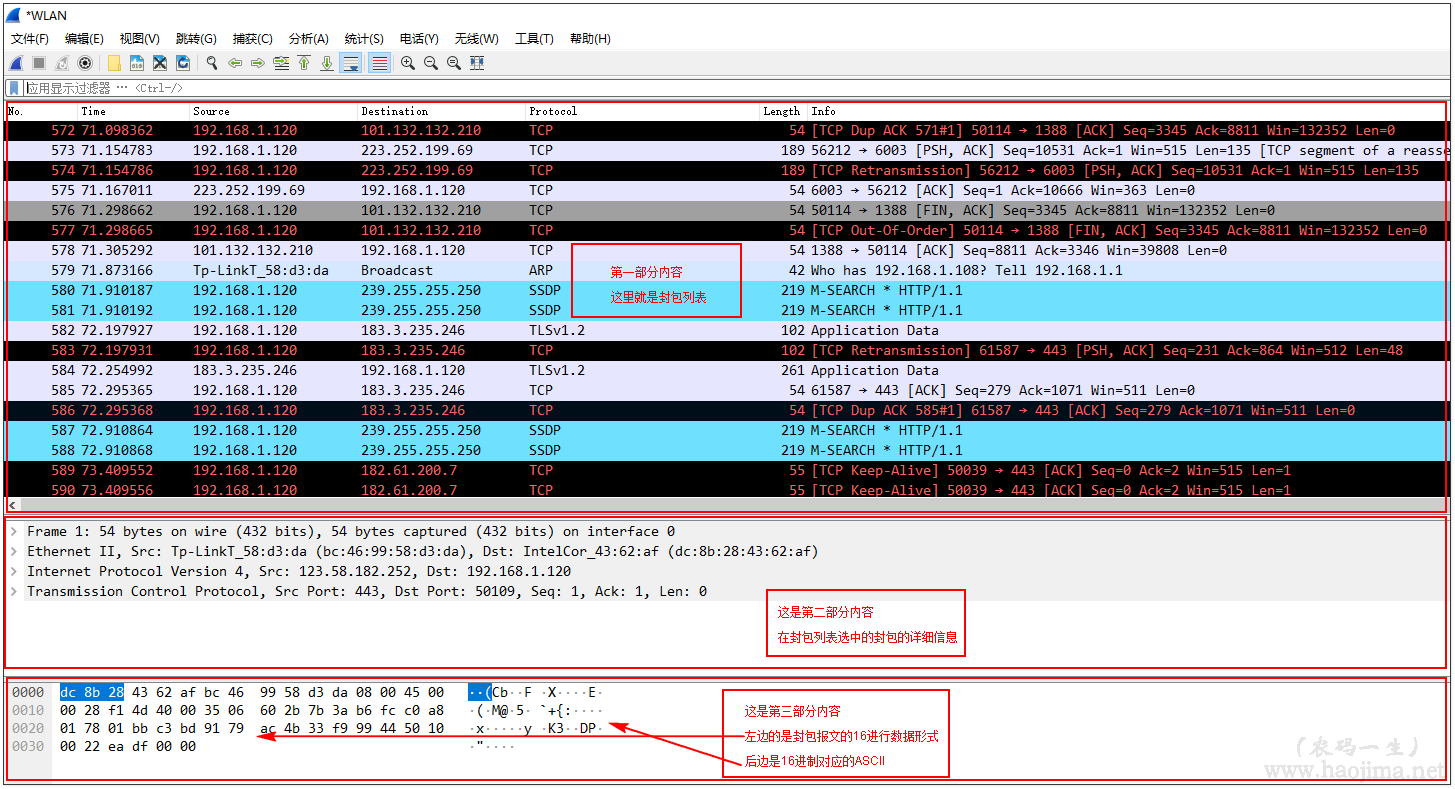 *WLAN
文件(F) 编辑(E) 视图(V) 跳转(G) 捕获(C) 分析(A) 统计(S) 电话(Y) 无线(W) 工具(T) 帮助(H)
应用显示过滤器 … <Ctrl-/>
No. Time Source Destination Protocol Length Info
572 71.098362 192.168.1.120 101.132.132.210 TCP 54 [TCP Dup ACK 571#1] 50114 → 1388 [ACK] Seq=3345 Ack=8811 Win=132352 Len=0
573 71.154783 192.168.1.120 223.252.199.69 TCP 189 56212 → 6003 [PSH, ACK] Seq=10531 Ack=1 Win=515 Len=135 [TCP segment of a reasse
574 71.154786 192.168.1.120 223.252.199.69 TCP 189 [TCP Retransmission] 56212 → 6003 [PSH, ACK] Seq=10531 Ack=1 Win=515 Len=135
575 71.167011 223.252.199.69 192.168.1.120 TCP 54 6003 → 56212 [ACK] Seq=1 Ack=10666 Win=363 Len=0
576 71.298662 192.168.1.120 101.132.132.210 TCP 54 50114 → 1388 [FIN, ACK] Seq=3345 Ack=8811 Win=132352 Len=0
577 71.298665 192.168.1.120 101.132.132.210 TCP 54 [TCP Out-Of-Order] 50114 → 1388 [FIN, ACK] Seq=3345 Ack=8811 Win=132352 Len=0
578 71.305292 101.132.132.210 192.168.1.120 TCP 54 1388 → 50114 [ACK] Seq=8811 Ack=3346 Win=39808 Len=0
579 71.873166 Tp-LinkT_58:d3:da Broadcast ARP 42 Who has 192.168.1.108? Tell 192.168.1.1
580 71.910187 192.168.1.120 239.255.255.250 SSDP 219 M-SEARCH * HTTP/1.1
581 71.910192 192.168.1.120 239.255.255.250 SSDP 219 M-SEARCH * HTTP/1.1
582 72.197927 192.168.1.120 183.3.235.246 TLSv1.2 102 Application Data
583 72.197931 192.168.1.120 183.3.235.246 TCP 102 [TCP Retransmission] 61587 → 443 [PSH, ACK] Seq=231 Ack=864 Win=512 Len=48
584 72.254992 183.3.235.246 192.168.1.120 TLSv1.2 261 Application Data
585 72.295365 192.168.1.120 183.3.235.246 TCP 54 61587 → 443 [ACK] Seq=279 Ack=1071 Win=511 Len=0
586 72.295368 192.168.1.120 183.3.235.246 TCP 54 [TCP Dup ACK 585#1] 61587 → 443 [ACK] Seq=279 Ack=1071 Win=511 Len=0
587 72.910864 192.168.1.120 239.255.255.250 SSDP 219 M-SEARCH * HTTP/1.1
588 72.910868 192.168.1.120 239.255.255.250 SSDP 219 M-SEARCH * HTTP/1.1
589 73.409552 192.168.1.120 182.61.200.7 TCP 55 [TCP Keep-Alive] 50039 → 443 [ACK] Seq=0 Ack=2 Win=515 Len=1
590 73.409556 192.168.1.120 182.61.200.7 TCP 55 [TCP Keep-Alive] 50039 → 443 [ACK] Seq=0 Ack=2 Win=515 Len=1
第一部分内容
这里就是封包列表
Frame 1: 54 bytes on wire (432 bits), 54 bytes captured (432 bits) on interface 0
Ethernet II, Src: Tp-LinkT_58:d3:da (bc:46:99:58:d3:da), Dst: IntelCor_43:62:af (dc:8b:28:43:62:af)
Internet Protocol Version 4, Src: 123.58.182.252, Dst: 192.168.1.120
Transmission Control Protocol, Src Port: 443, Dst Port: 50109, Seq: 1, Ack: 1, Len: 0
这是第二部分内容
在封包列表选中的封包的详细信息
0000 dc 8b 28 43 62 af bc 46 99 58 d3 da 08 00 45 00 ··(Cb··F ·X····E·
0010 00 28 f1 4d 40 00 35 06 60 2b 7b 3a b6 fc c0 a8 ·(·M@·5· `+{:····
0020 01 78 01 bb c3 bd 91 79 ac 4b 33 f9 99 44 50 10 ·x·····y ·K3··DP·
0030 00 22 ea df 00 00 ·"····
这是第三部分内容
左边的是封包报文的16进行数据形式
后边是16进制对应的ASCII
（农码一生）
www.haojima.net